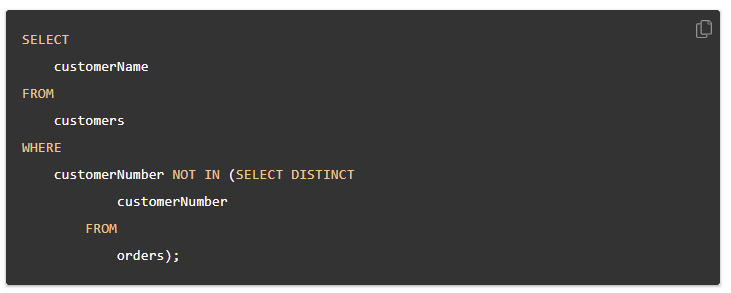 SELECT
    customerName
FROM
    customers
WHERE
    customerNumber NOT IN (SELECT DISTINCT
            customerNumber
        FROM
            orders);